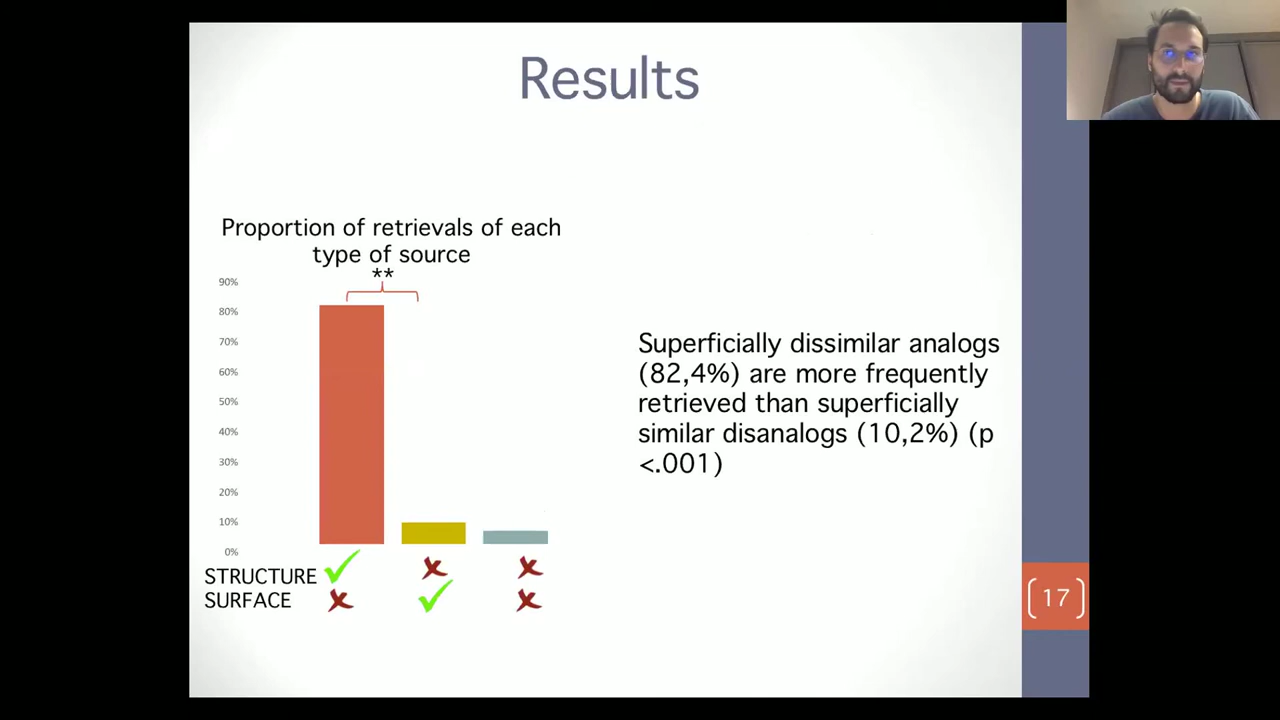 Results
Proportion of retrievals of each
type of source
**
90%
80%
70%
60%
50%
40%
30%
20%
10%
0%
STRUCTURE
SURFACE
Superficially dissimilar analogs
(82,4%) are more frequently
retrieved than superficially
similar disanalogs (10,2%) (p
<.001)
17